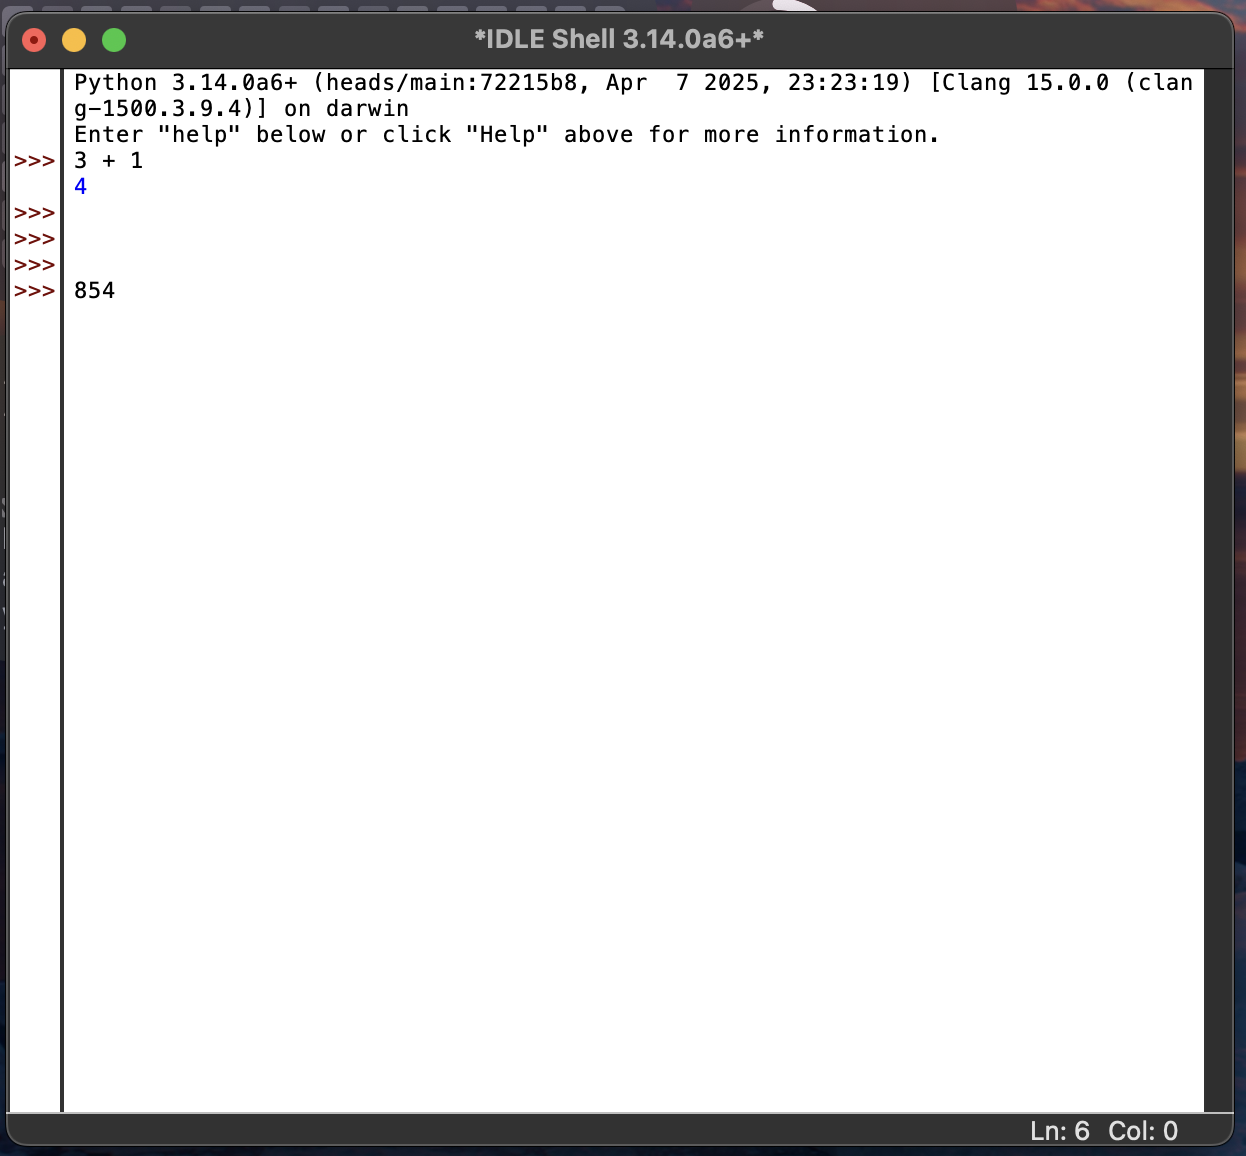 *IDLE Shell 3.14.0a6+*
Python 3.14.0a6+ (heads/main:72215b8, Apr  7 2025, 23:23:19) [Clang 15.0.0 (clan
g-1500.3.9.4)] on darwin
Enter "help" below or click "Help" above for more information.
>>> 3 + 1
4
>>>
>>>
>>>
>>> 854
Ln: 6 Col: 0